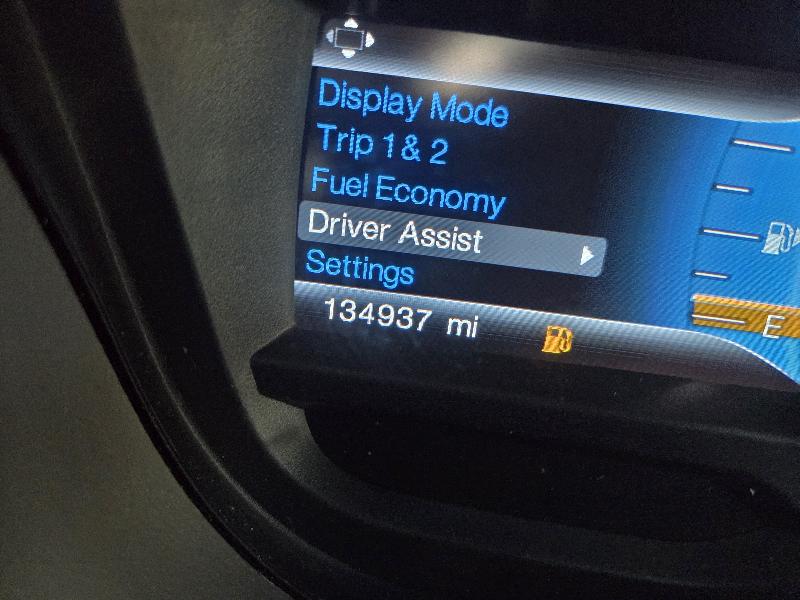 Display Mode
Trip 1 & 2
Fuel Economy
Driver Assist
Settings
134937 mi
E